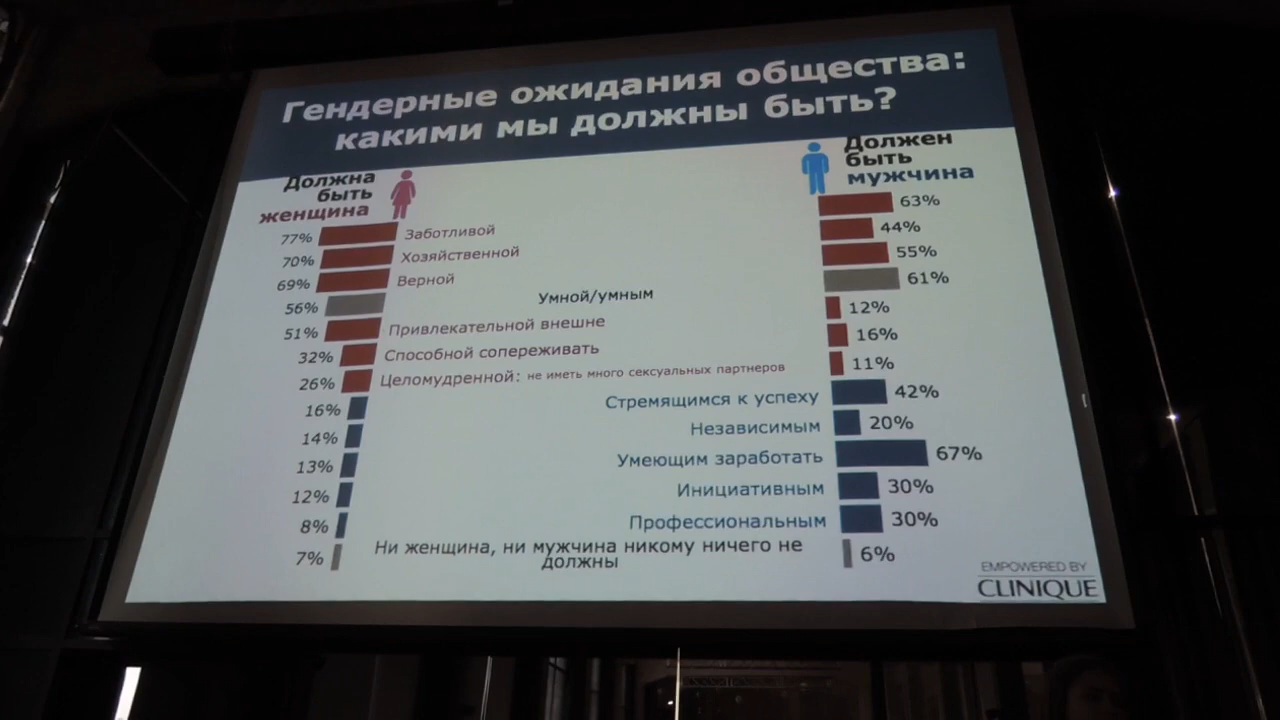 Гендерные ожидания общества:
какими мы должны быть?
Должна
быть
женщина
Должен
быть
мужчина
77% Заботливой 63%
70% Хозяйственной 44%
69% Верной 55%
56% Умной/умным 61%
51% Привлекательной внешне 12%
32% Способной сопереживать 16%
26% Целомудренной: не иметь много сексуальных партнеров 11%
16% Стремящимся к успеху 42%
14% Независимым 20%
13% Умеющим заработать 67%
12% Инициативным 30%
8% Профессиональным 30%
7% Ни женщина, ни мужчина никому ничего не 6%
должны
EMPOWERED BY
CLINIQUE